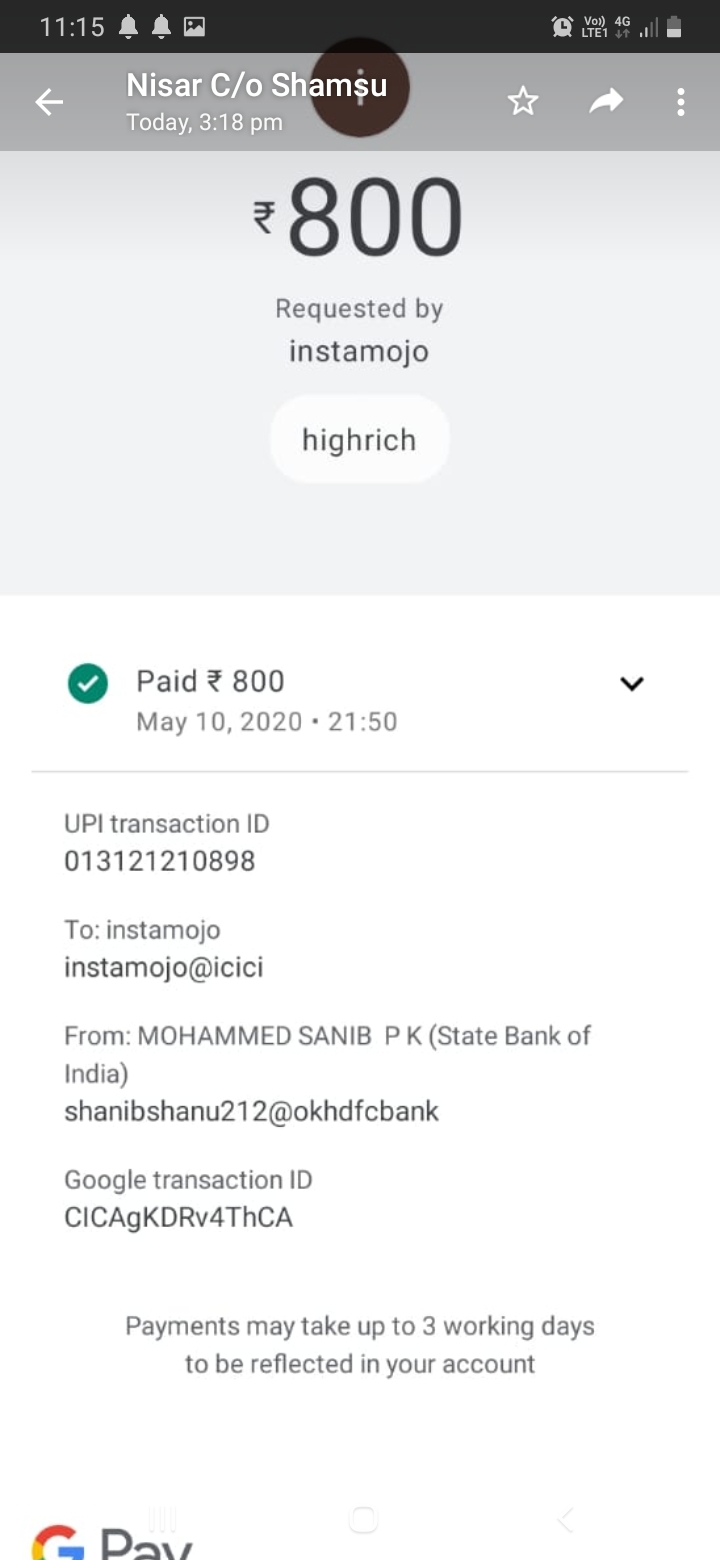 11:15
Vo) 4G
LTE1
Nisar C/o Shamsu
Today, 3:18 pm
i
₹800
Requested by
instamojo
highrich
Paid ₹ 800
May 10, 2020 • 21:50
UPI transaction ID
013121210898
To: instamojo
instamojo@icici
From: MOHAMMED SANIB P K (State Bank of
India)
shanibshanu212@okhdfcbank
Google transaction ID
CICAgKDRv4ThCA
Payments may take up to 3 working days
to be reflected in your account
G Pay